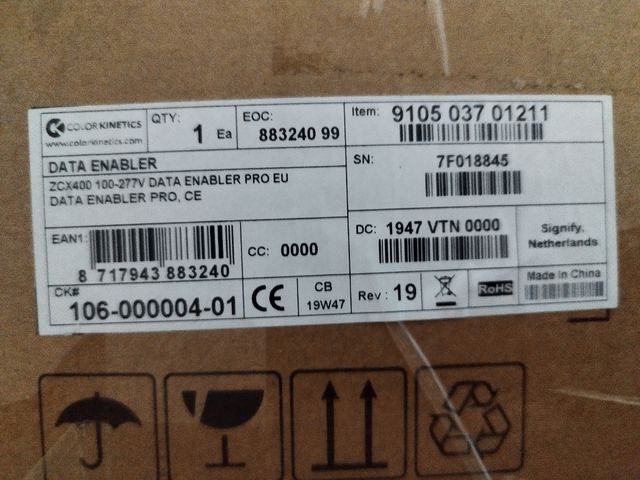 COLOR KINETICS
www.colorkinetics.com
QTY: 1 Ea
EOC: 883240 99
Item: 9105 037 01211
DATA ENABLER
ZCX400 100-277V DATA ENABLER PRO EU
DATA ENABLER PRO, CE
SN: 7F018845
EAN1:
8 717943 883240
CC: 0000
DC: 1947 VTN 0000
Signify,
Netherlands
CK#
106-000004-01
CE
CB
19W47
Rev: 19
RoHS
Made In China